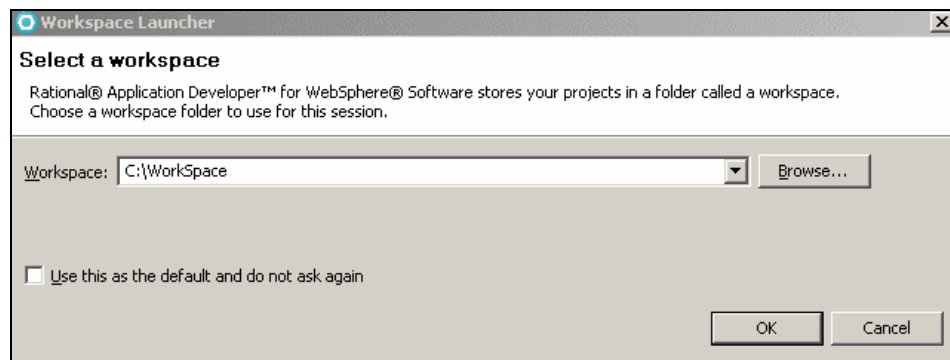 Workspace Launcher
Select a workspace
Rational® Application Developer™ for WebSphere® Software stores your projects in a folder called a workspace.
Choose a workspace folder to use for this session.
Workspace: C:\WorkSpace Browse...
Use this as the default and do not ask again
OK Cancel